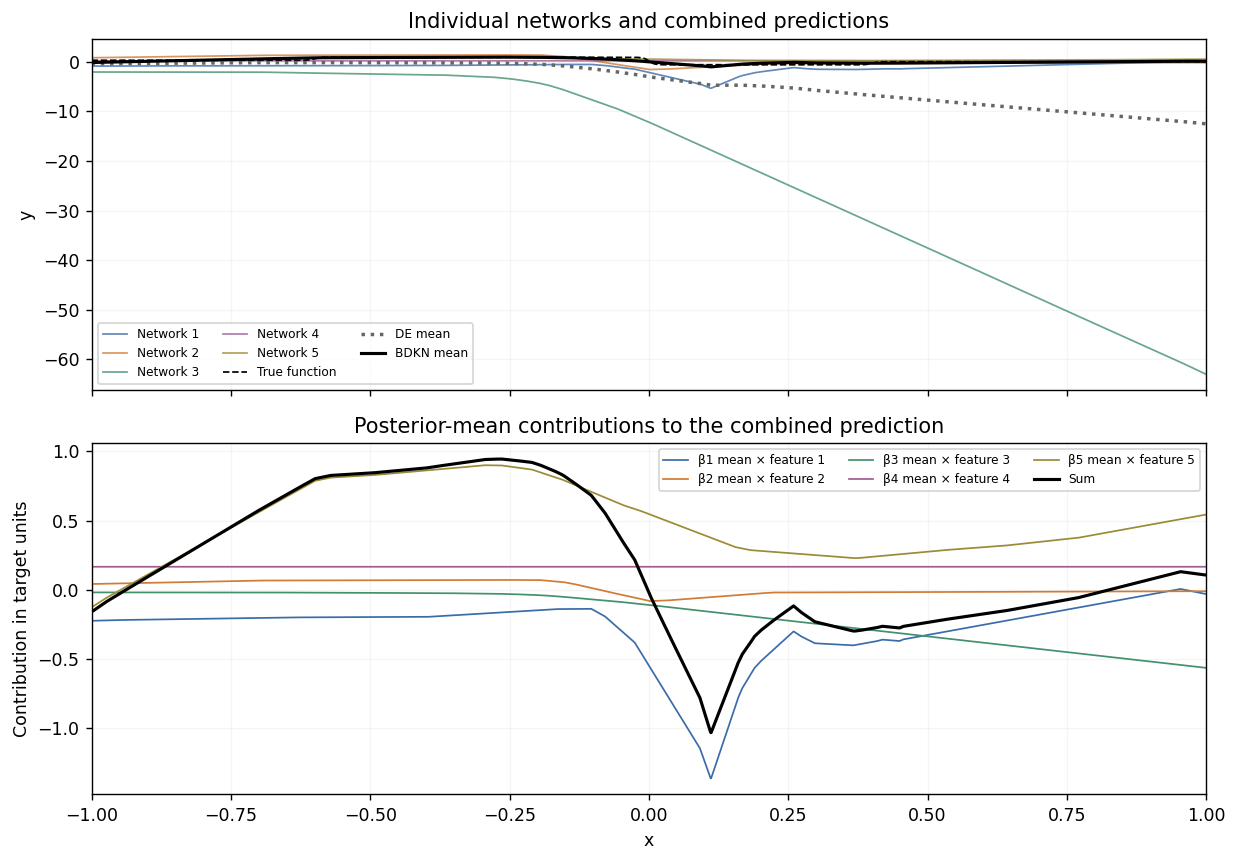 Individual networks and combined predictions
0
−10
−20
−30
−40
−50
−60
y
Network 1 Network 4 DE mean
Network 2 Network 5 BDKN mean
Network 3 True function
Posterior-mean contributions to the combined prediction
1.0
0.5
0.0
−0.5
−1.0
Contribution in target units
β1 mean × feature 1 β3 mean × feature 3 β5 mean × feature 5
β2 mean × feature 2 β4 mean × feature 4 Sum
−1.00 −0.75 −0.50 −0.25 0.00 0.25 0.50 0.75 1.00
x